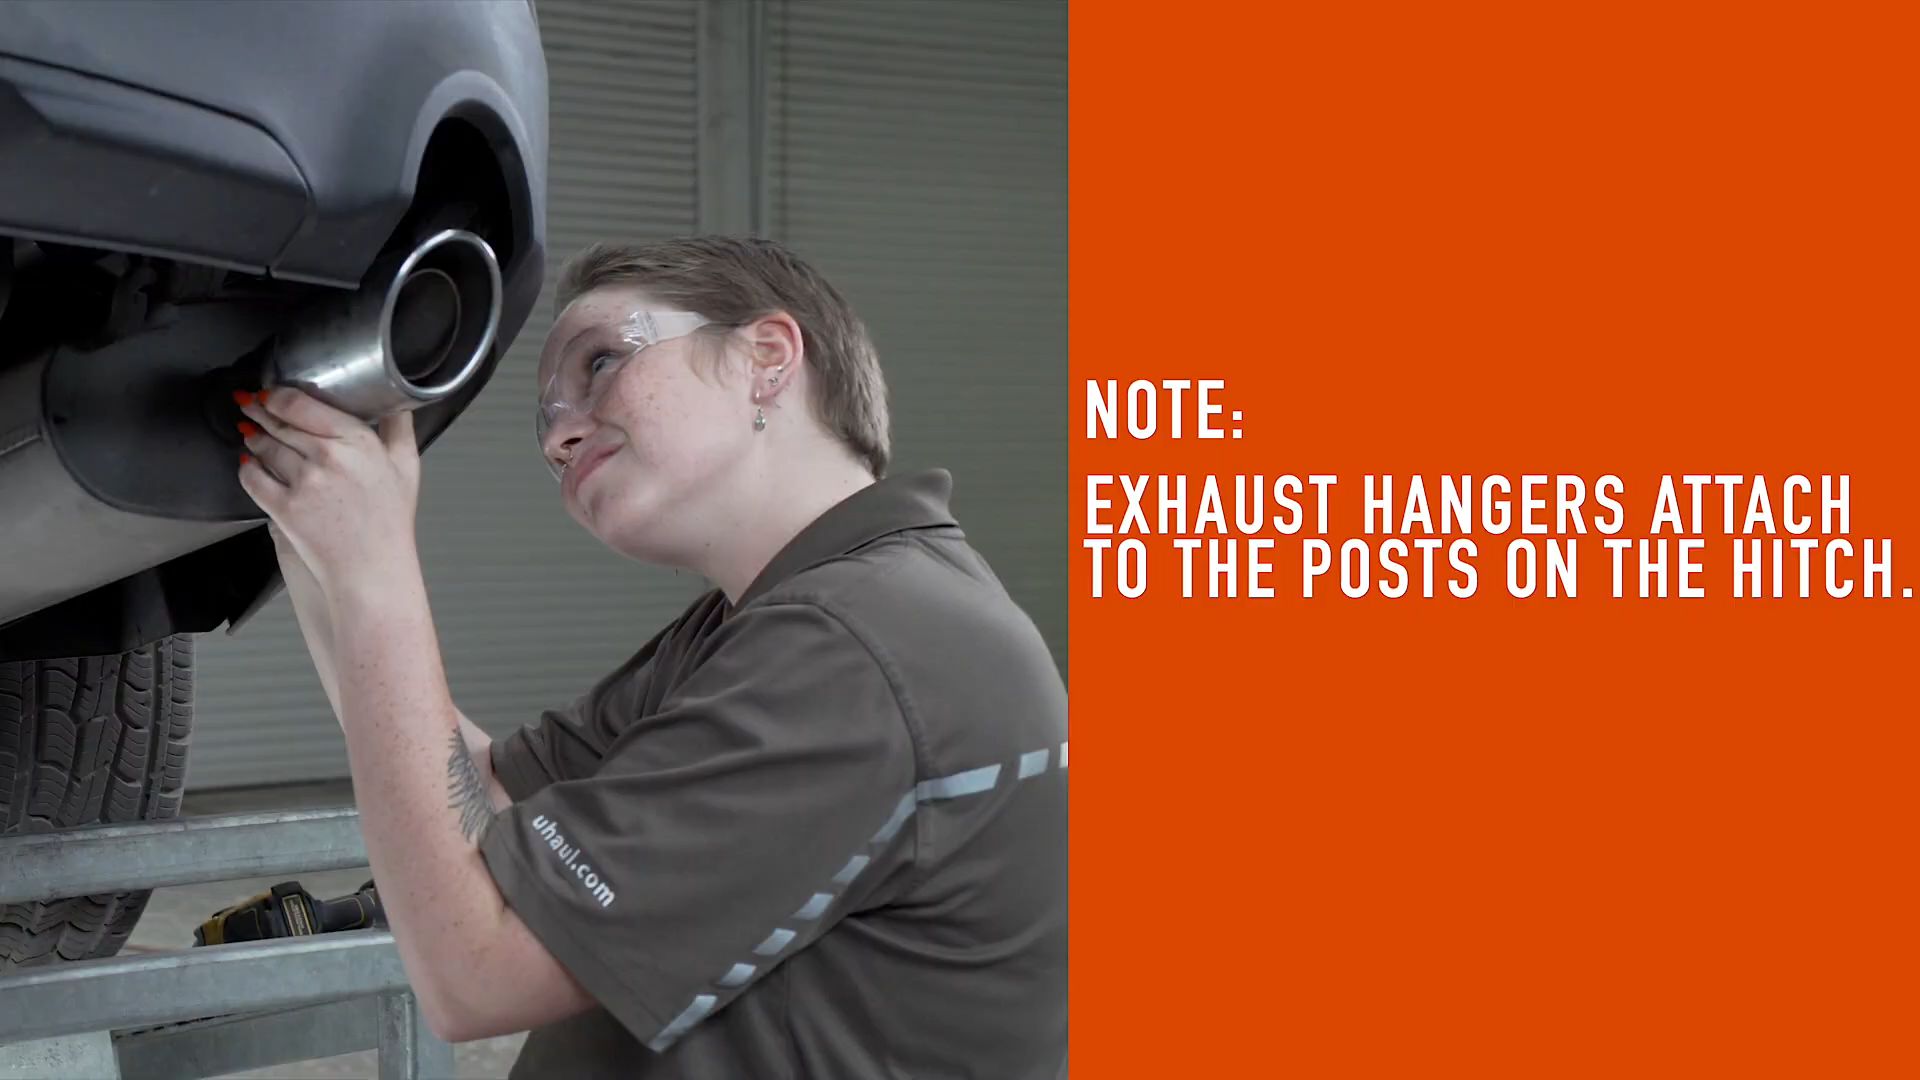 NOTE:
EXHAUST HANGERS ATTACH
TO THE POSTS ON THE HITCH.
uhaul.com